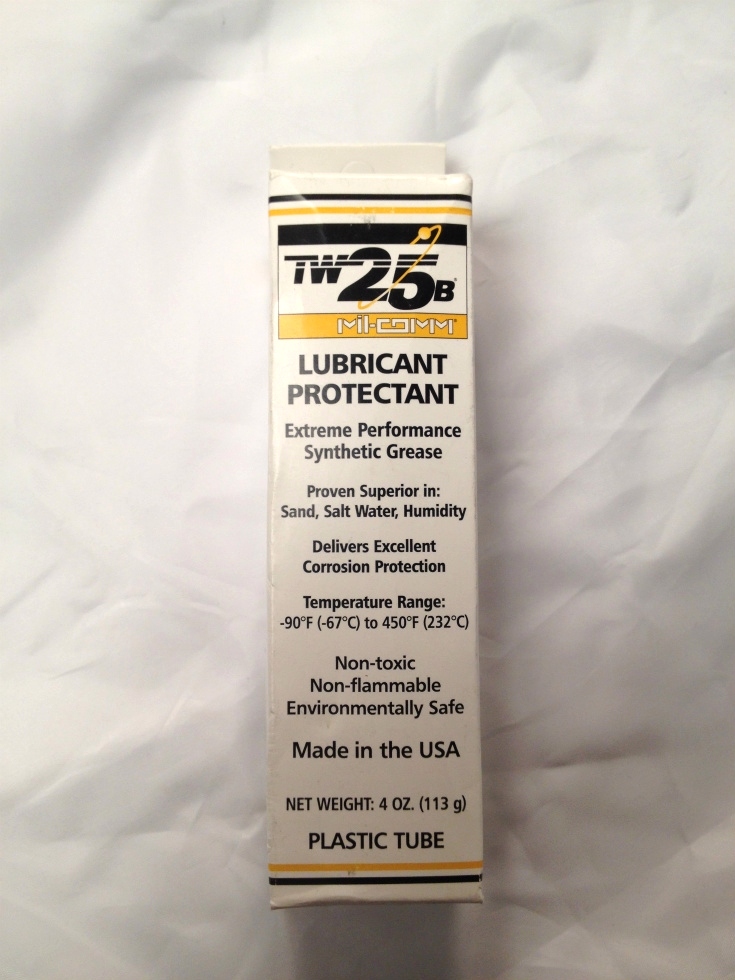 TW25B®
MIL-COMM®
LUBRICANT
PROTECTANT
Extreme Performance
Synthetic Grease
Proven Superior in:
Sand, Salt Water, Humidity
Delivers Excellent
Corrosion Protection
Temperature Range:
-90°F (-67°C) to 450°F (232°C)
Non-toxic
Non-flammable
Environmentally Safe
Made in the USA
NET WEIGHT: 4 OZ. (113 g)
PLASTIC TUBE